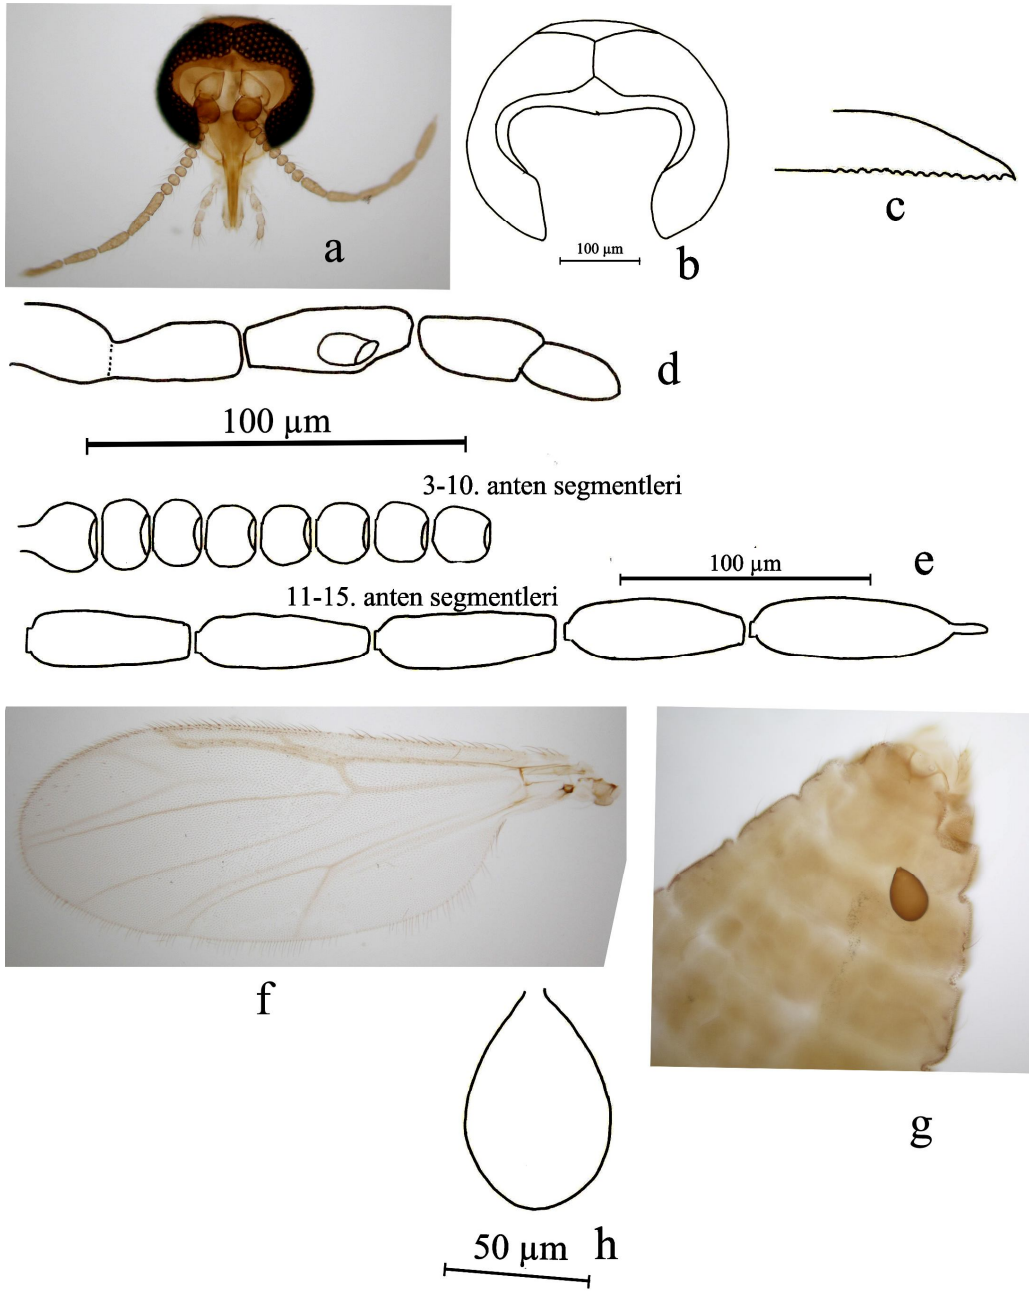 a
100 µm
b
c
d
100 µm
3-10. anten segmentleri
100 µm
e
11-15. anten segmentleri
f
g
50 µm
h